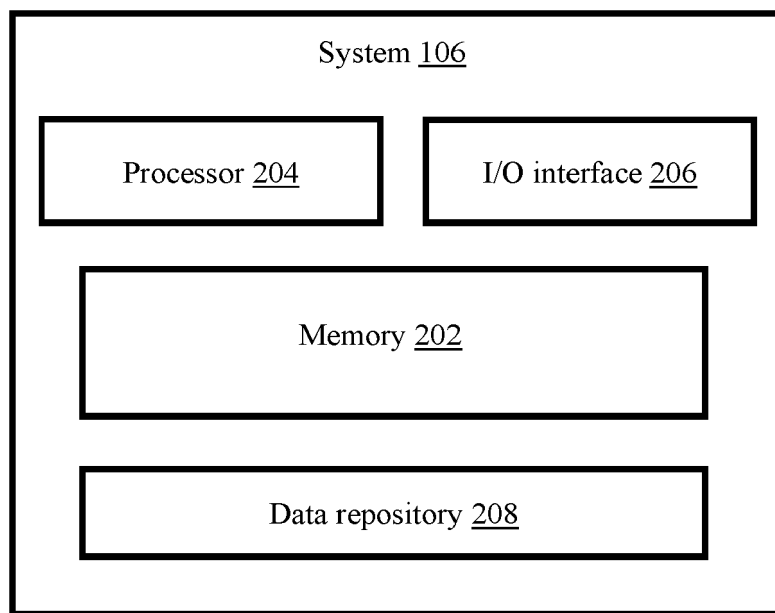 System 106
Processor 204
I/O interface 206
Memory 202
Data repository 208